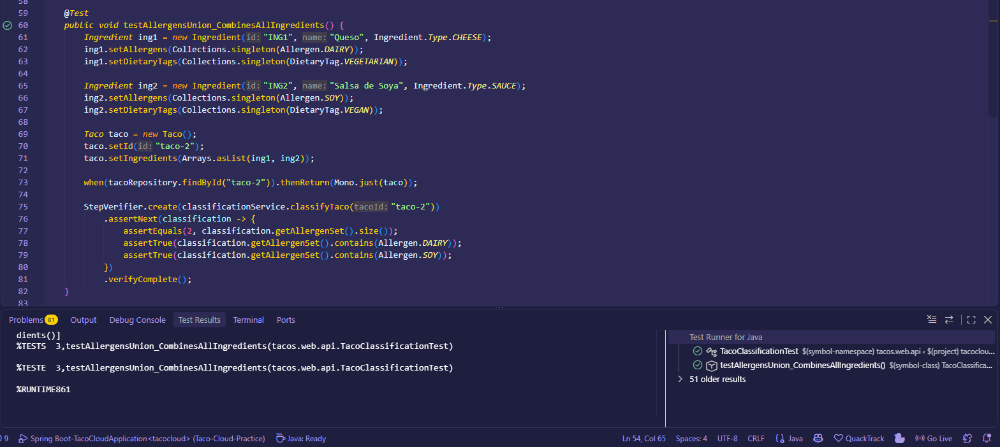 58
59 @Test
60 public void testAllergensUnion_CombinesAllIngredients() {
61 Ingredient ing1 = new Ingredient(id: "ING1", name: "Queso", Ingredient.Type.CHEESE);
62 ing1.setAllergens(Collections.singleton(Allergen.DAIRY));
63 ing1.setDietaryTags(Collections.singleton(DietaryTag.VEGETARIAN));
64
65 Ingredient ing2 = new Ingredient(id: "ING2", name: "Salsa de Soya", Ingredient.Type.SAUCE);
66 ing2.setAllergens(Collections.singleton(Allergen.SOY));
67 ing2.setDietaryTags(Collections.singleton(DietaryTag.VEGAN));
68
69 Taco taco = new Taco();
70 taco.setId(id: "taco-2");
71 taco.setIngredients(Arrays.asList(ing1, ing2));
72
73 when(tacoRepository.findById("taco-2")).thenReturn(Mono.just(taco));
74
75 StepVerifier.create(classificationService.classifyTaco(tacoId: "taco-2"))
76 .assertNext(classification -> {
77 assertEquals(2, classification.getAllergenSet().size());
78 assertTrue(classification.getAllergenSet().contains(Allergen.DAIRY));
79 assertTrue(classification.getAllergenSet().contains(Allergen.SOY));
80 })
81 .verifyComplete();
82 }
83
Problems 81 Output Debug Console Test Results Terminal Ports
dients()]
%TESTS 3,testAllergensUnion_CombinesAllIngredients(tacos.web.api.TacoClassificationTest)
%TESTE 3,testAllergensUnion_CombinesAllIngredients(tacos.web.api.TacoClassificationTest)
%RUNTIME861
Test Runner for Java
TacoClassificationTest $(symbol-namespace) tacos.web.api < $(project) tacoclou...
testAllergensUnion_CombinesAllIngredients() $(symbol-class) TacoClassifica...
51 older results
9 Spring Boot-TacoCloudApplication<tacocloud> (Taco-Cloud-Practice) Java: Ready Ln 54, Col 65 Spaces: 4 UTF-8 CRLF Java QuackTrack Go Live